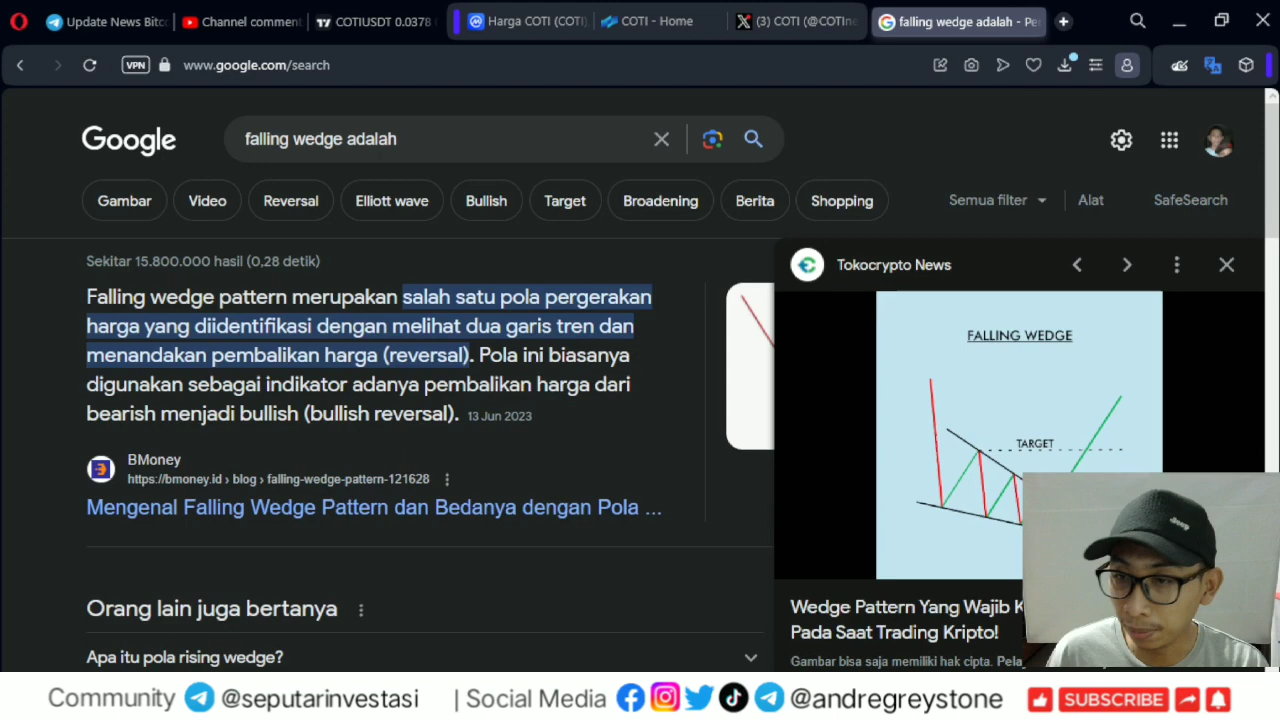 Update News Bitc
Channel comment
COTIUSDT 0.0378
Harga COTI (COTI)
COTI - Home
(3) COTI (@COTIne
falling wedge adalah - Pe
VPN
www.google.com/search
Google
falling wedge adalah
Gambar
Video
Reversal
Elliott wave
Bullish
Target
Broadening
Berita
Shopping
Semua filter
Alat
SafeSearch
Sekitar 15.800.000 hasil (0,28 detik)
Falling wedge pattern merupakan salah satu pola pergerakan
harga yang diidentifikasi dengan melihat dua garis tren dan
menandakan pembalikan harga (reversal). Pola ini biasanya
digunakan sebagai indikator adanya pembalikan harga dari
bearish menjadi bullish (bullish reversal). 13 Jun 2023
BMoney
https://bmoney.id › blog › falling-wedge-pattern-121628
Mengenal Falling Wedge Pattern dan Bedanya dengan Pola ...
Orang lain juga bertanya
Apa itu pola rising wedge?
Tokocrypto News
FALLING WEDGE
TARGET
Wedge Pattern Yang Wajib K
Pada Saat Trading Kripto!
Gambar bisa saja memiliki hak cipta. Pela
Jeep
Community @seputarinvestasi | Social Media @andregreystone SUBSCRIBE